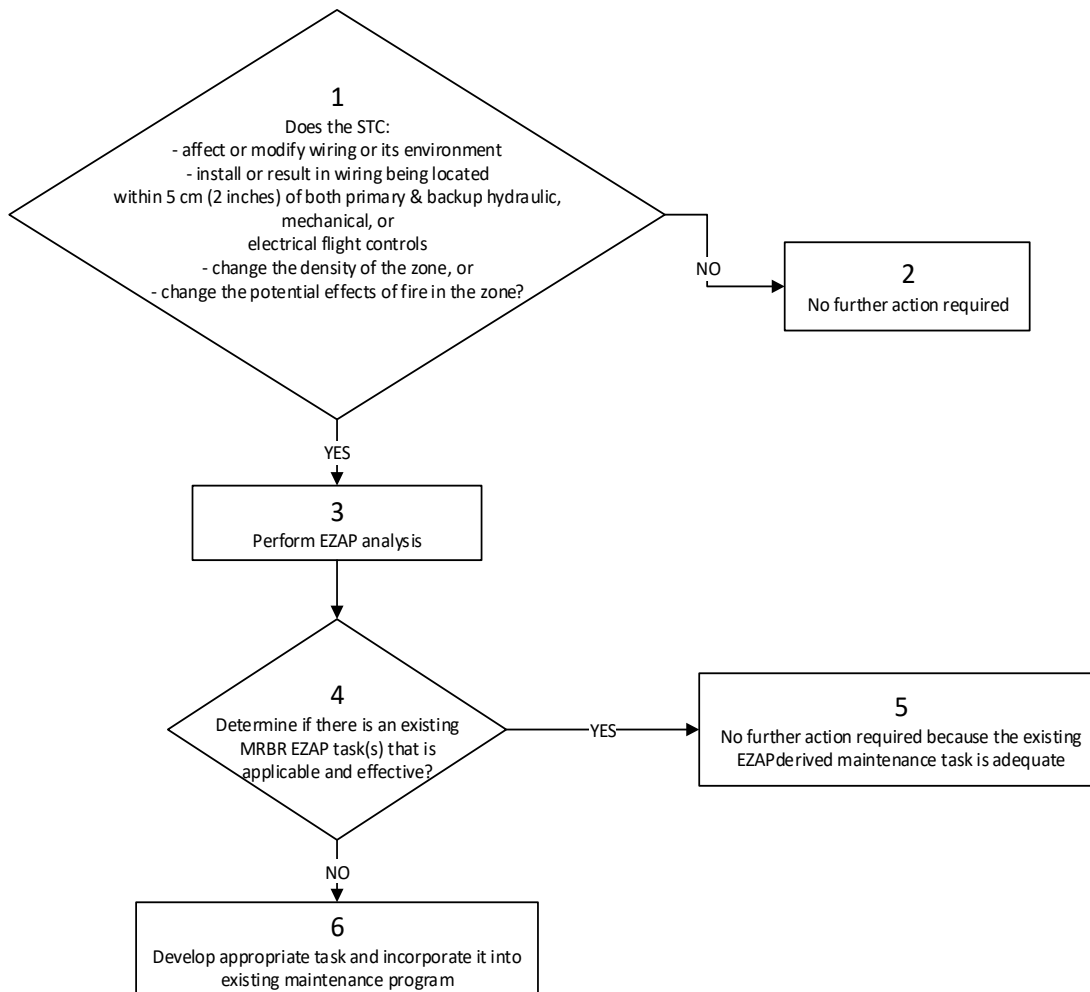 1
Does the STC:
- affect or modify wiring or its environment
- install or result in wiring being located
within 5 cm (2 inches) of both primary & backup hydraulic,
mechanical, or
electrical flight controls
- change the density of the zone, or
- change the potential effects of fire in the zone?
NO
2
No further action required
YES
3
Perform EZAP analysis
4
Determine if there is an existing
MRBR EZAP task(s) that is
applicable and effective?
YES
5
No further action required because the existing
EZAPderived maintenance task is adequate
NO
6
Develop appropriate task and incorporate it into
existing maintenance program